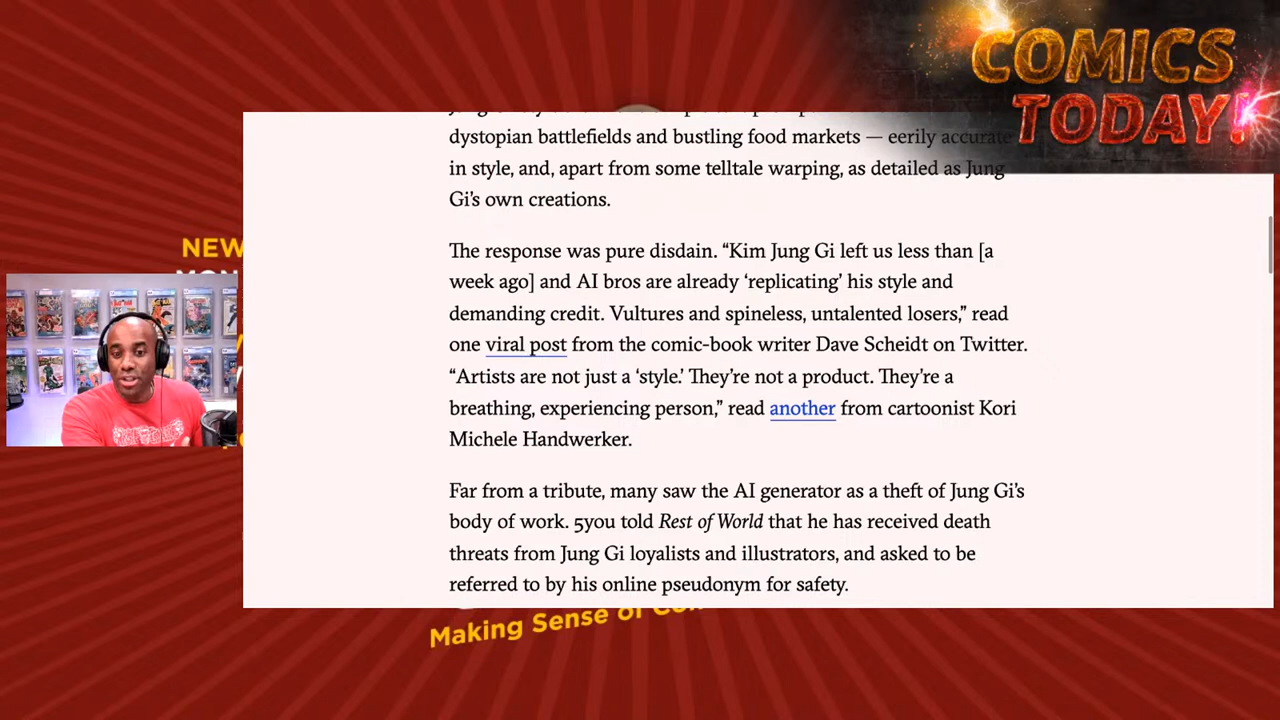 COMICS
TODAY!
dystopian battlefields and bustling food markets — eerily accurate
in style, and, apart from some telltale warping, as detailed as Jung
Gi’s own creations.
The response was pure disdain. “Kim Jung Gi left us less than [a
week ago] and AI bros are already ‘replicating’ his style and
demanding credit. Vultures and spineless, untalented losers,” read
one viral post from the comic-book writer Dave Scheidt on Twitter.
“Artists are not just a ‘style.’ They’re not a product. They’re a
breathing, experiencing person,” read another from cartoonist Kori
Michele Handwerker.
Far from a tribute, many saw the AI generator as a theft of Jung Gi’s
body of work. 5you told Rest of World that he has received death
threats from Jung Gi loyalists and illustrators, and asked to be
referred to by his online pseudonym for safety.
NEW
Making Sense of